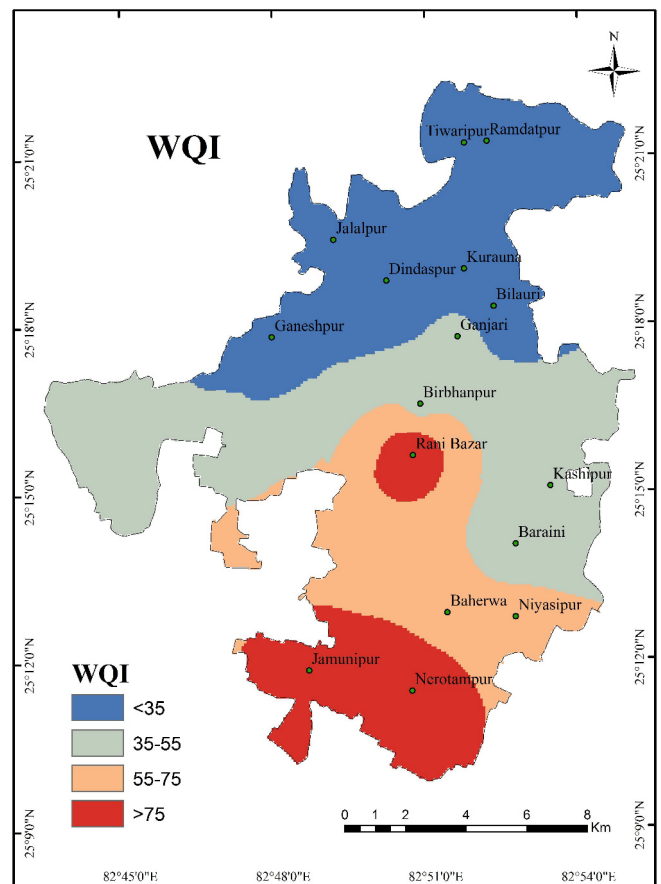 N
WQI
Tiwaripur Ramdatpur
25°21'0"N
25°21'0"N
Jalalpur
Kurauna
Dindaspur
Bilauri
25°18'0"N
25°18'0"N
Ganeshpur
Ganjari
Birbhanpur
Rani Bazar
Kashipur
25°15'0"N
25°15'0"N
Baraini
Baherwa
Niyasipur
25°12'0"N
25°12'0"N
Jamunipur
Nerotampur
WQI
<35
35-55
55-75
>75
0 1 2 4 6 8
Km
25°9'0"N
25°9'0"N
82°45'0"E 82°48'0"E 82°51'0"E 82°54'0"E